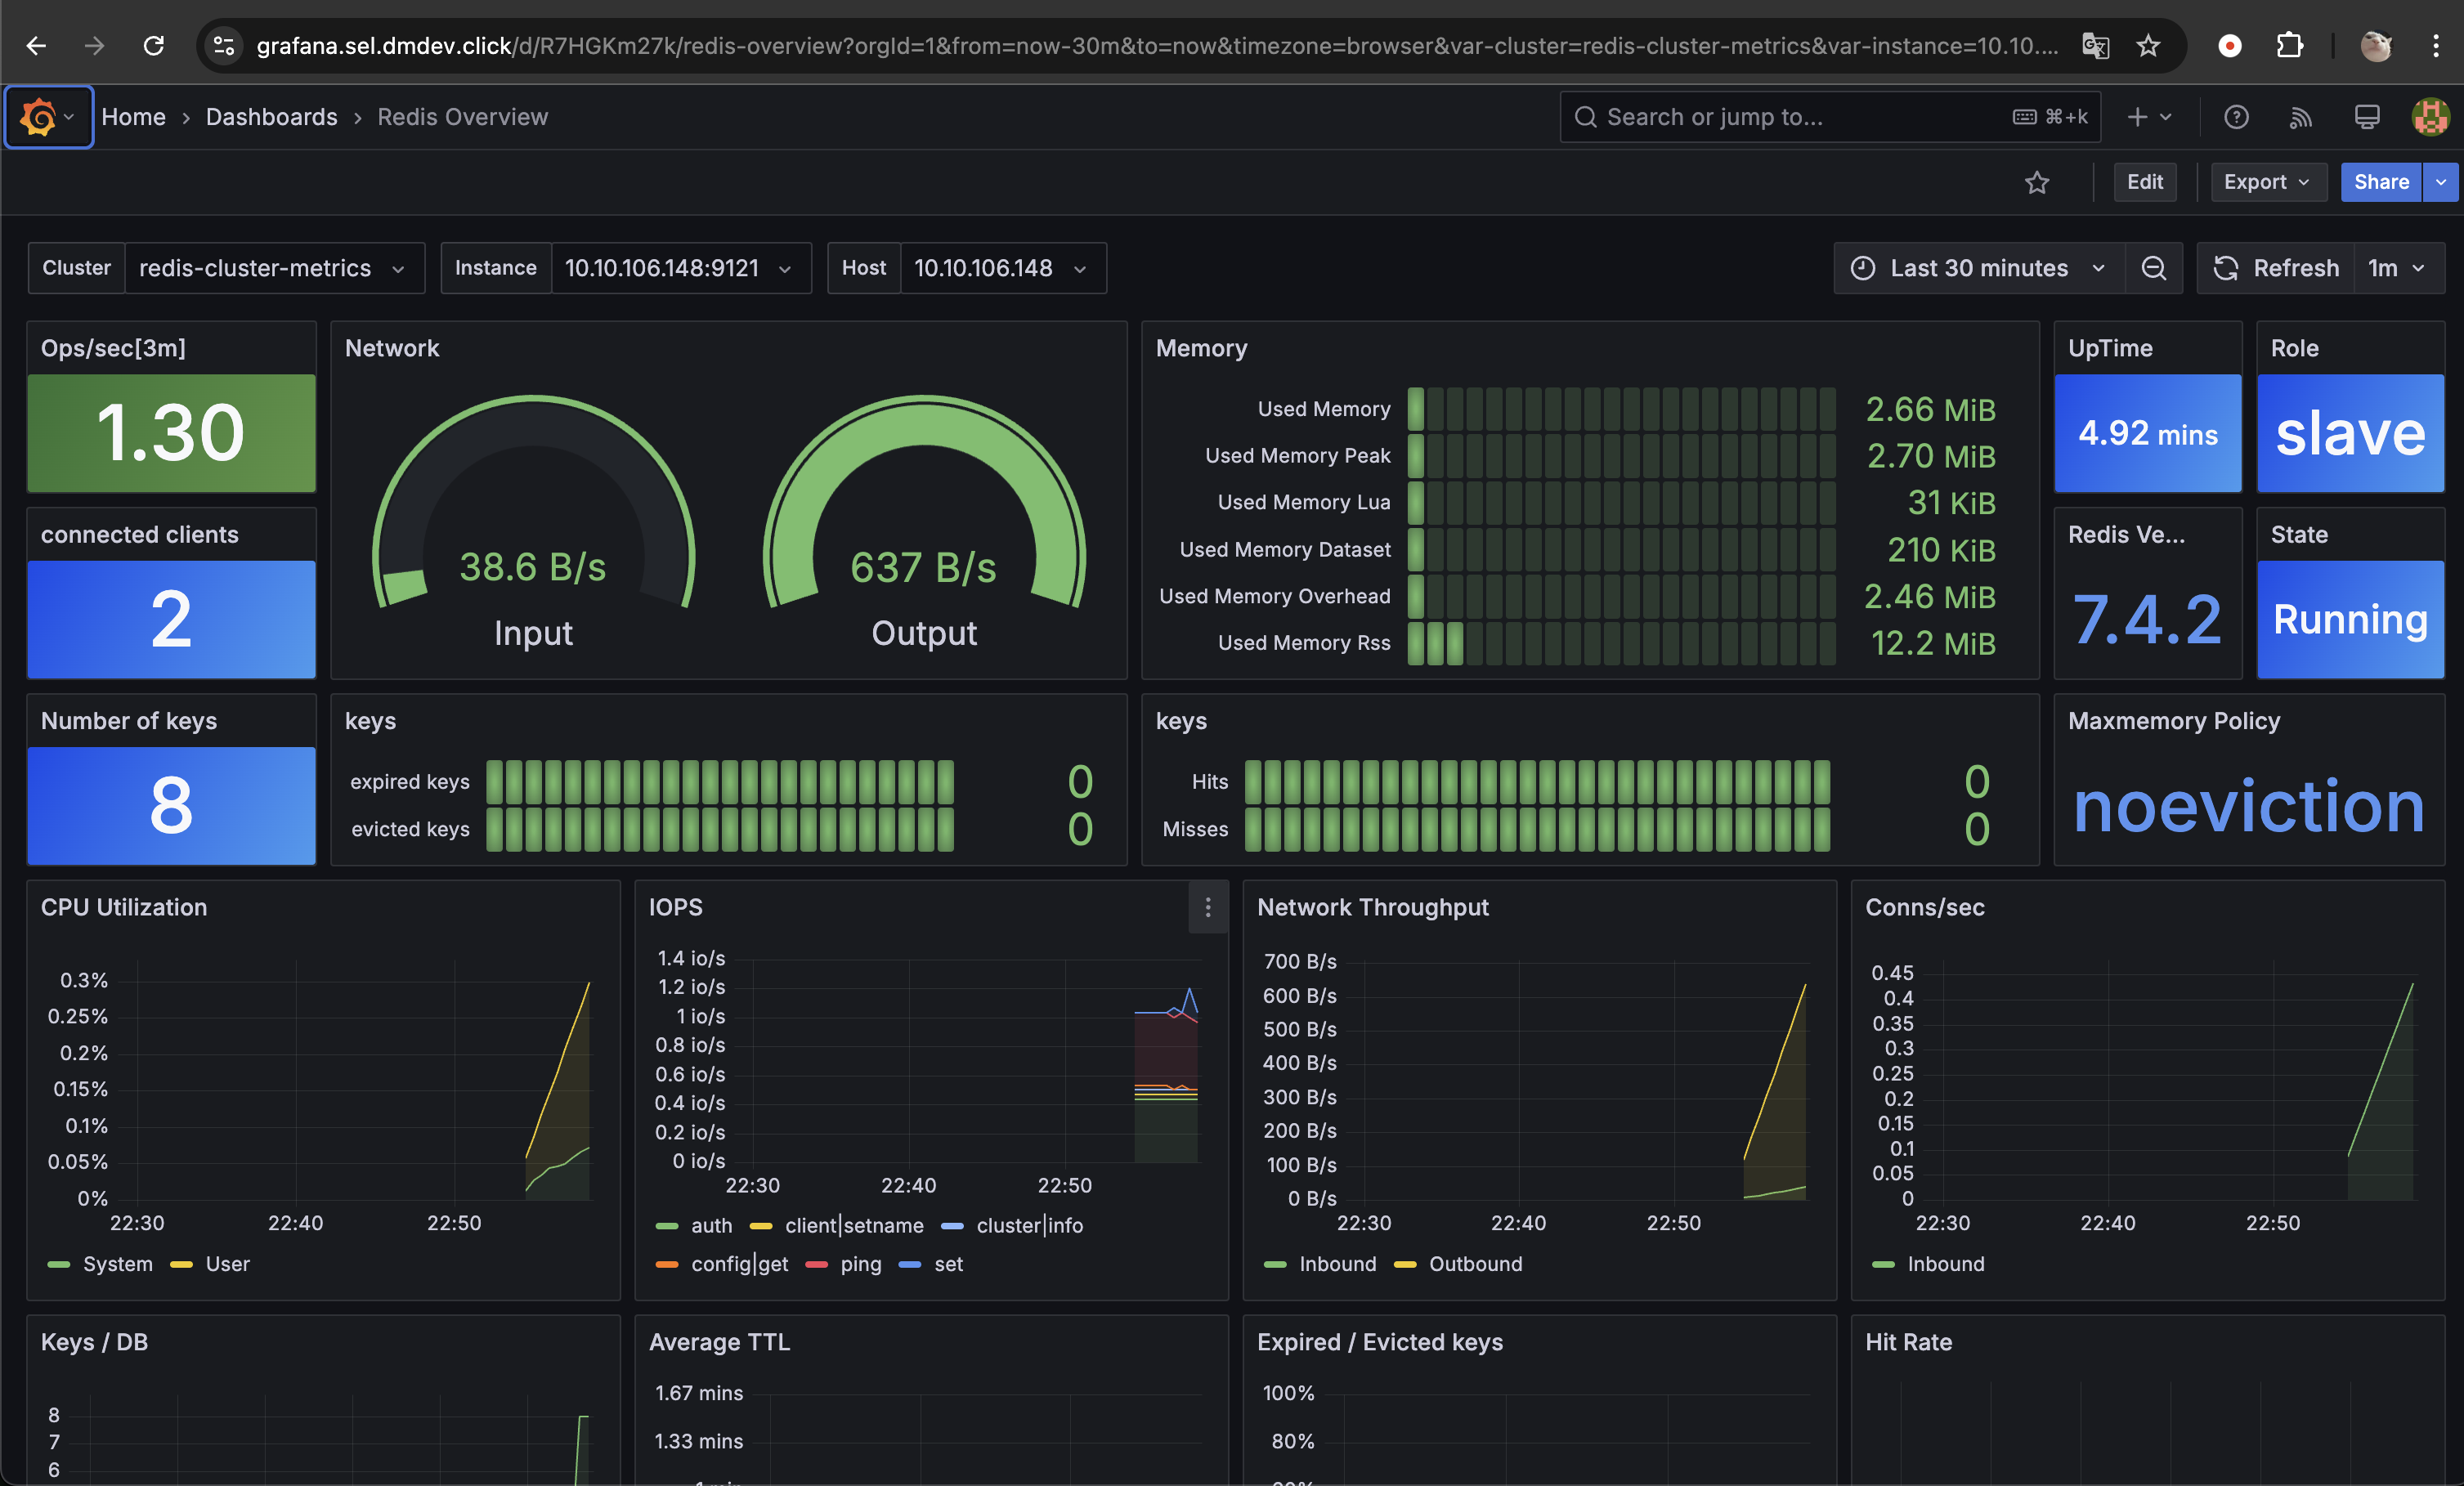 grafana.sel.dmdev.click/d/R7HGKm27k/redis-overview?orgId=1&from=now-30m&to=now&timezone=browser&var-cluster=redis-cluster-metrics&var-instance=10.10....
Home › Dashboards › Redis Overview
Search or jump to...
⌘+k
Edit
Export
Share
Cluster
redis-cluster-metrics
Instance
10.10.106.148:9121
Host
10.10.106.148
Last 30 minutes
Refresh
1m
Ops/sec[3m]
1.30
Network
38.6 B/s
Input
637 B/s
Output
Memory
Used Memory 2.66 MiB
Used Memory Peak 2.70 MiB
Used Memory Lua 31 KiB
Used Memory Dataset 210 KiB
Used Memory Overhead 2.46 MiB
Used Memory Rss 12.2 MiB
UpTime
4.92 mins
Role
slave
connected clients
2
Redis Ve...
7.4.2
State
Running
Number of keys
8
keys
expired keys 0
evicted keys 0
keys
Hits 0
Misses 0
Maxmemory Policy
noeviction
CPU Utilization
0.3%
0.25%
0.2%
0.15%
0.1%
0.05%
0%
22:30 22:40 22:50
System User
IOPS
1.4 io/s
1.2 io/s
1 io/s
0.8 io/s
0.6 io/s
0.4 io/s
0.2 io/s
0 io/s
22:30 22:40 22:50
auth client|setname cluster|info
config|get ping set
Network Throughput
700 B/s
600 B/s
500 B/s
400 B/s
300 B/s
200 B/s
100 B/s
0 B/s
22:30 22:40 22:50
Inbound Outbound
Conns/sec
0.45
0.4
0.35
0.3
0.25
0.2
0.15
0.1
0.05
0
22:30 22:40 22:50
Inbound
Keys / DB
8
7
6
Average TTL
1.67 mins
1.33 mins
Expired / Evicted keys
100%
80%
Hit Rate